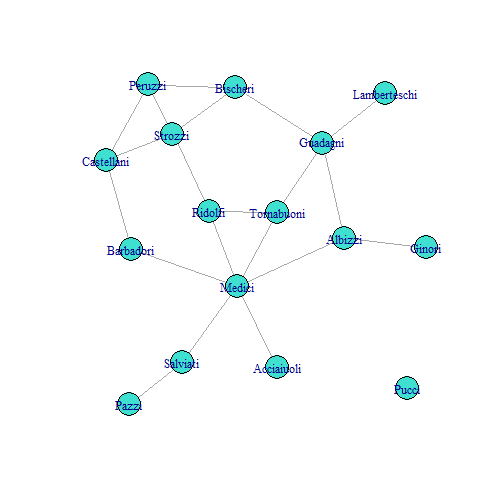 Peruzzi
Bischeri
Lamberteschi
Strozzi
Guadagni
Castellani
Ridolfi
Tornabuoni
Albizzi
Ginori
Barbadori
Medici
Salviati
Acciaiuoli
Pucci
Pazzi